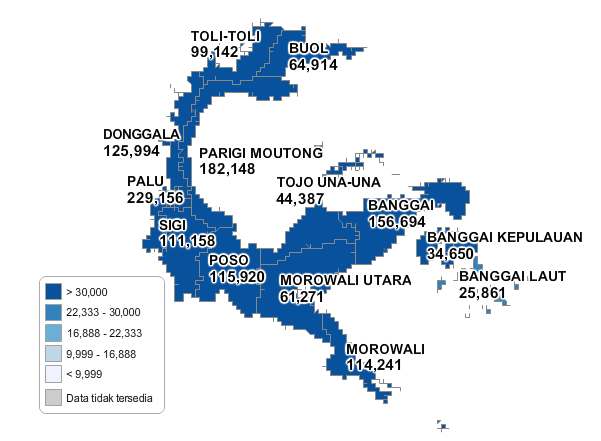 TOLI-TOLI
99,142
BUOL
64,914
DONGGALA
125,994
PARIGI MOUTONG
182,148
PALU
229,156
TOJO UNA-UNA
44,387
BANGGAI
156,694
SIGI
111,158
BANGGAI KEPULAUAN
34,650
POSO
115,920
MOROWALI UTARA
61,271
BANGGAI LAUT
25,861
MOROWALI
114,241
> 30,000
22,333 - 30,000
16,888 - 22,333
9,999 - 16,888
< 9,999
Data tidak tersedia